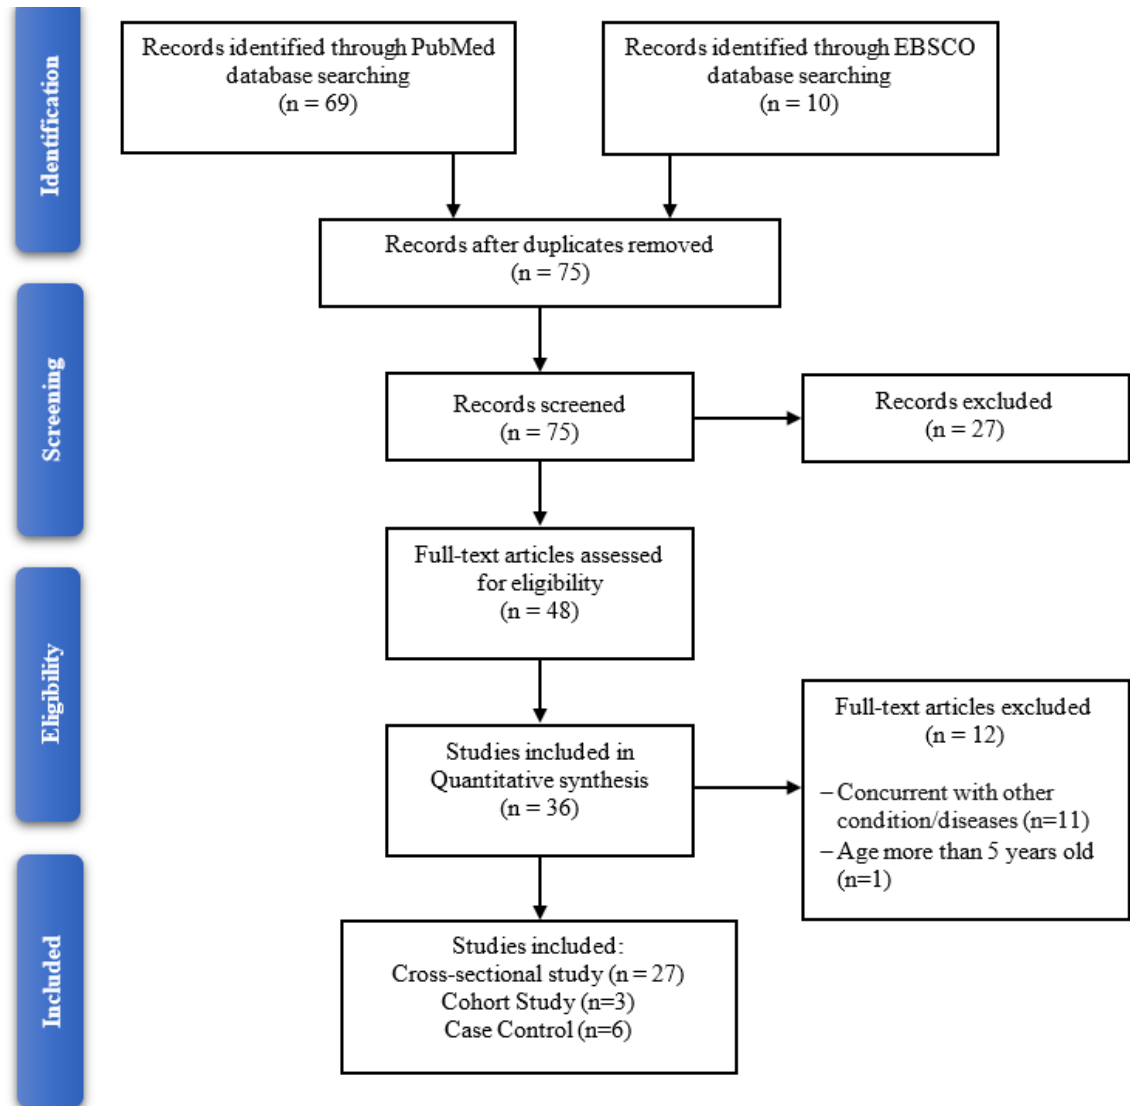 Identification
Records identified through PubMed
database searching
(n = 69)
Records identified through EBSCO
database searching
(n = 10)
Records after duplicates removed
(n = 75)
Screening
Records screened
(n = 75)
Records excluded
(n = 27)
Eligibility
Full-text articles assessed
for eligibility
(n = 48)
Studies included in
Quantitative synthesis
(n = 36)
Full-text articles excluded
(n = 12)
– Concurrent with other
condition/diseases (n=11)
– Age more than 5 years old
(n=1)
Included
Studies included:
Cross-sectional study (n = 27)
Cohort Study (n=3)
Case Control (n=6)